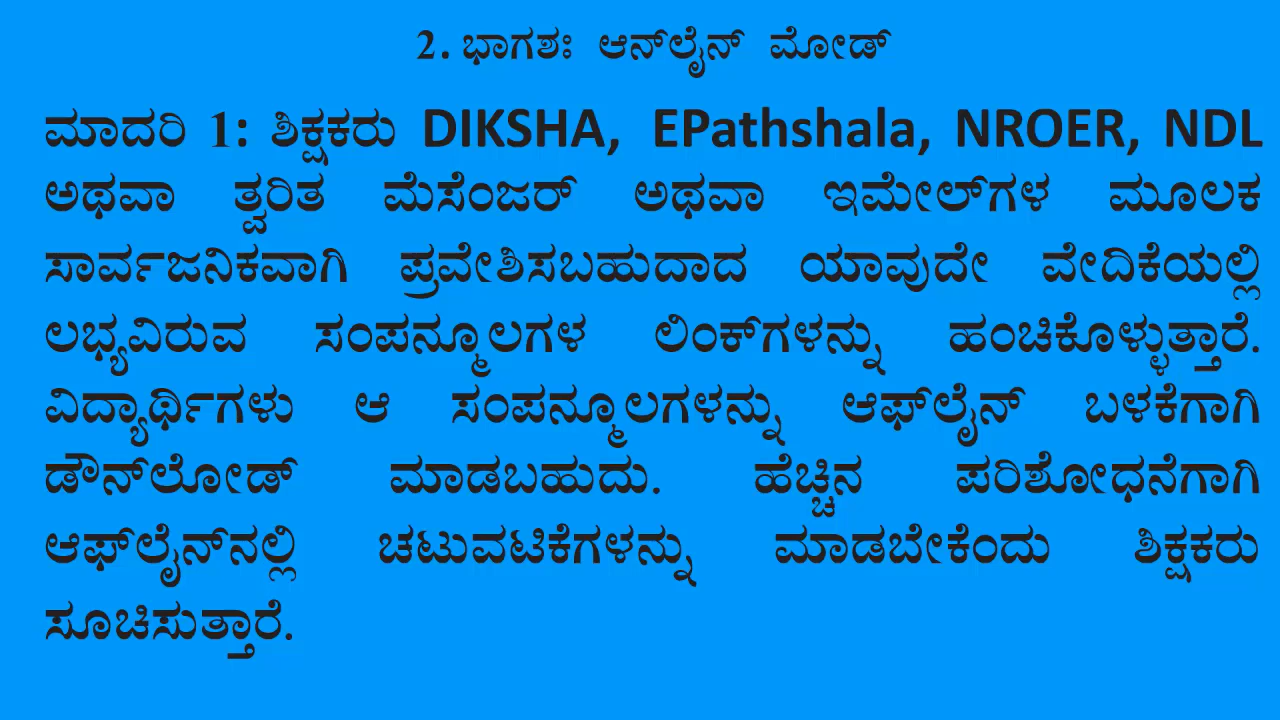 2. ಭಾಗಶಃ ಆನ್‌ಲೈನ್ ಮೋಡ್
ಮಾದರಿ 1: ಶಿಕ್ಷಕರು DIKSHA, EPathshala, NROER, NDL
ಅಥವಾ ತ್ವರಿತ ಮೆಸೆಂಜರ್ ಅಥವಾ ಇಮೇಲ್‌ಗಳ ಮೂಲಕ
ಸಾರ್ವಜನಿಕವಾಗಿ ಪ್ರವೇಶಿಸಬಹುದಾದ ಯಾವುದೇ ವೇದಿಕೆಯಲ್ಲಿ
ಲಭ್ಯವಿರುವ ಸಂಪನ್ಮೂಲಗಳ ಲಿಂಕ್‌ಗಳನ್ನು ಹಂಚಿಕೊಳ್ಳುತ್ತಾರೆ.
ವಿದ್ಯಾರ್ಥಿಗಳು ಆ ಸಂಪನ್ಮೂಲಗಳನ್ನು ಆಫ್‌ಲೈನ್ ಬಳಕೆಗಾಗಿ
ಡೌನ್‌ಲೋಡ್ ಮಾಡಬಹುದು. ಹೆಚ್ಚಿನ ಪರಿಶೋಧನೆಗಾಗಿ
ಆಫ್‌ಲೈನ್‌ನಲ್ಲಿ ಚಟುವಟಿಕೆಗಳನ್ನು ಮಾಡಬೇಕೆಂದು ಶಿಕ್ಷಕರು
ಸೂಚಿಸುತ್ತಾರೆ.